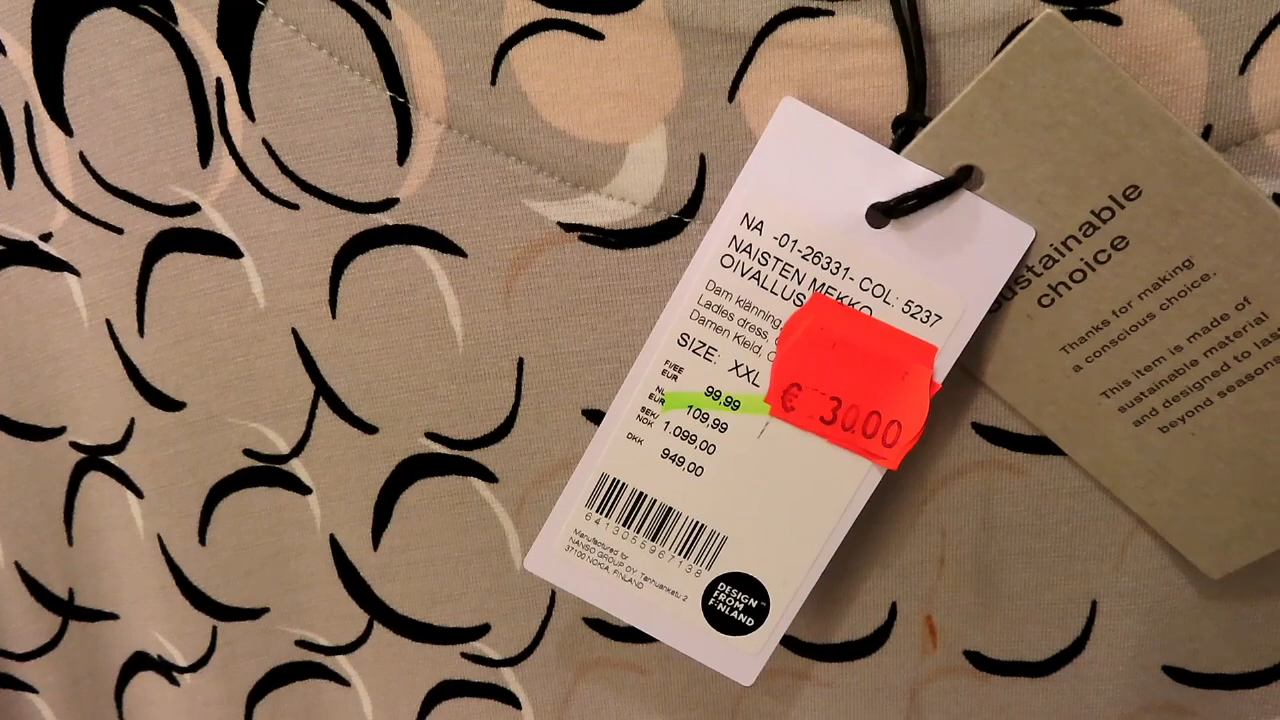 NA -01-26331- COL: 5237
NAISTEN MEKKO
OIVALLUS
Dam klänning,
Ladies dress,
Damen Kleid,
SIZE: XXL
FI/EE
EUR 99,99
NL
EUR 109,99
SEK/
NOK 1.099,00
DKK 949,00
€ 30.00
6413055967138
Manufactured for
NANSO GROUP OY, Tehtaankatu 2
37100 NOKIA, FINLAND
DESIGN
FROM
FINLAND
sustainable
choice
Thanks for making
a conscious choice.
This item is made of
sustainable material
and designed to last
beyond seasons